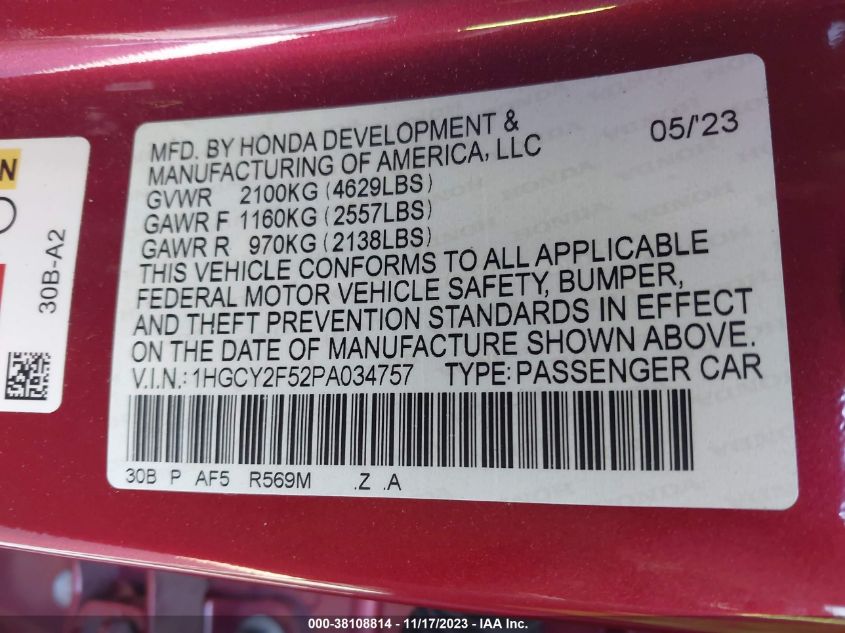 MFD. BY HONDA DEVELOPMENT &
MANUFACTURING OF AMERICA, LLC 05/'23
GVWR 2100KG (4629LBS)
GAWR F 1160KG (2557LBS)
GAWR R 970KG (2138LBS)
THIS VEHICLE CONFORMS TO ALL APPLICABLE
FEDERAL MOTOR VEHICLE SAFETY, BUMPER,
AND THEFT PREVENTION STANDARDS IN EFFECT
ON THE DATE OF MANUFACTURE SHOWN ABOVE.
V.I.N.:1HGCY2F52PA034757 TYPE:PASSENGER CAR
30B P AF5 R569M .Z .A
30B-A2
000-38108814 - 11/17/2023 - IAA Inc.